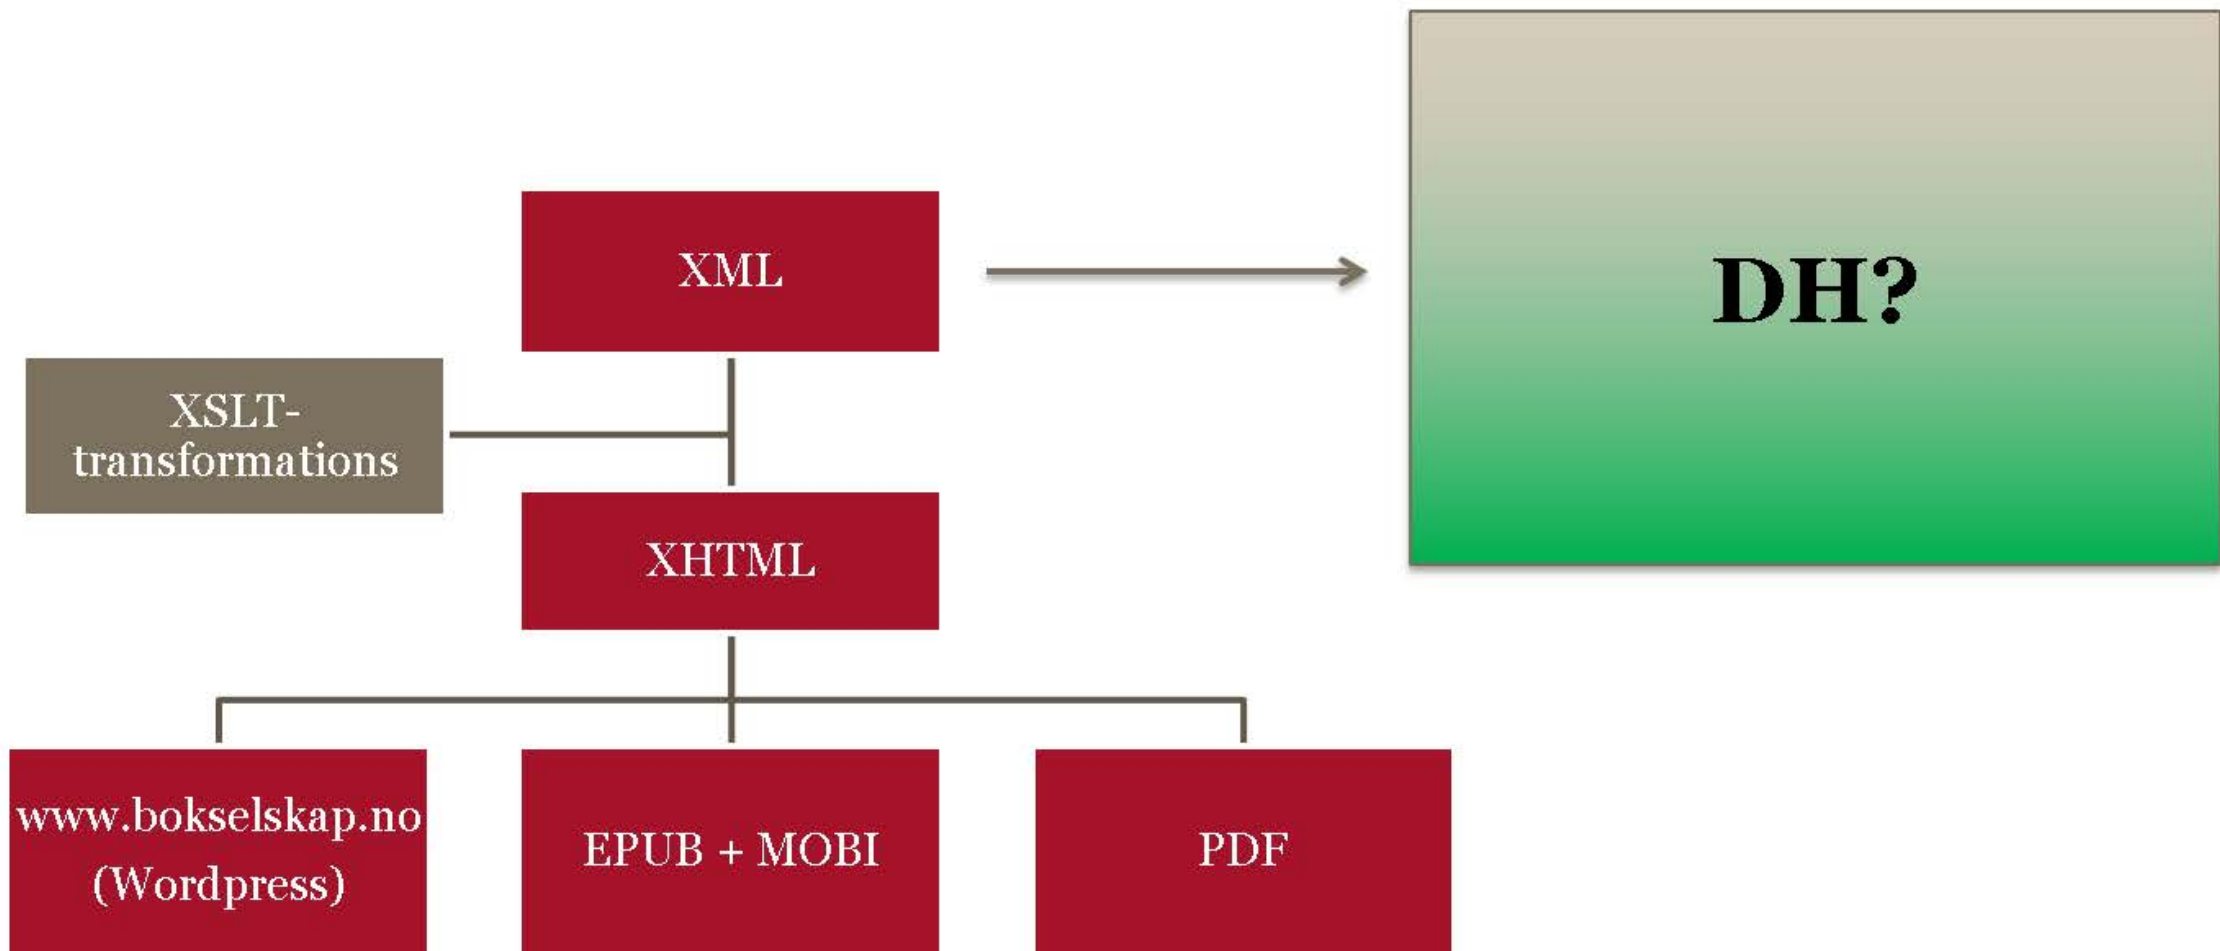 XML
DH?
XSLT-
transformations
XHTML
www.bokselskap.no
(Wordpress)
EPUB + MOBI
PDF